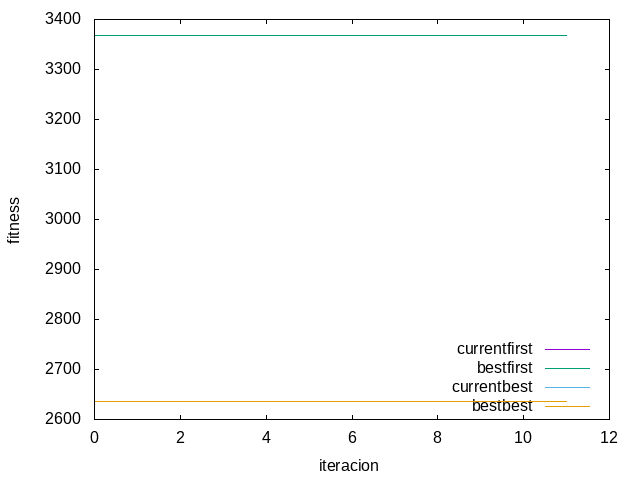 3400
3300
3200
3100
3000
2900
2800
2700
2600
fitness
currentfirst
bestfirst
currentbest
bestbest
0 2 4 6 8 10 12
iteracion